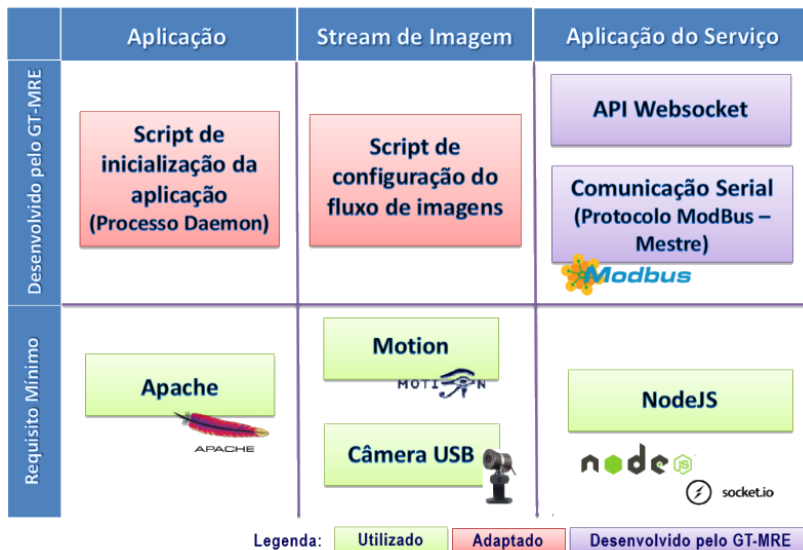 Aplicação
Stream de Imagem
Aplicação do Serviço
Desenvolvido pelo GT-MRE
Script de
inicialização da
aplicação
(Processo Daemon)
Script de
configuração do
fluxo de imagens
API Websocket
Comunicação Serial
(Protocolo ModBus –
Mestre)
Modbus
Requisito Mínimo
Apache
APACHE
Motion
MOTION
Câmera USB
NodeJS
node
JS
socket.io
Legenda:
Utilizado
Adaptado
Desenvolvido pelo GT-MRE